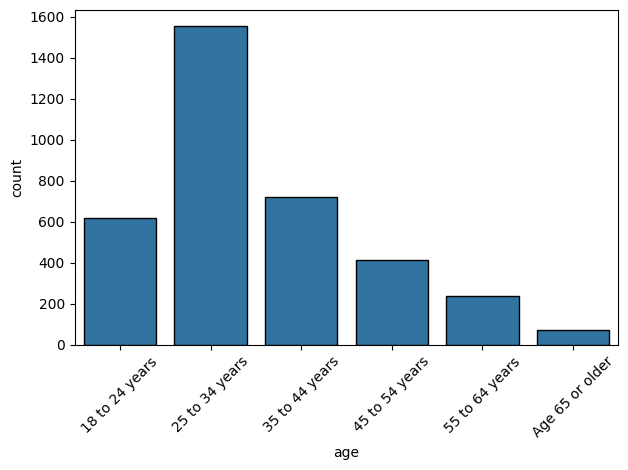 1600
1400
1200
1000
800
600
400
200
0
count
18 to 24 years
25 to 34 years
35 to 44 years
45 to 54 years
55 to 64 years
Age 65 or older
age